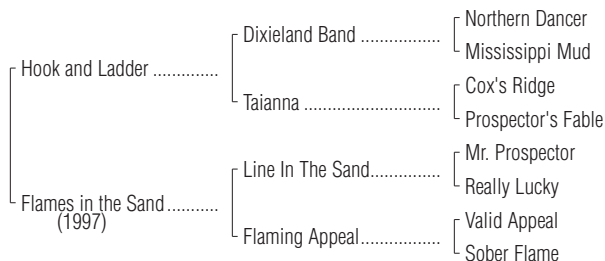 Northern Dancer
Dixieland Band .................
Mississippi Mud
Hook and Ladder ..............
Cox's Ridge
Taianna .............................
Prospector's Fable
Mr. Prospector
Line In The Sand...............
Really Lucky
Flames in the Sand...........
(1997)
Valid Appeal
Flaming Appeal.................
Sober Flame